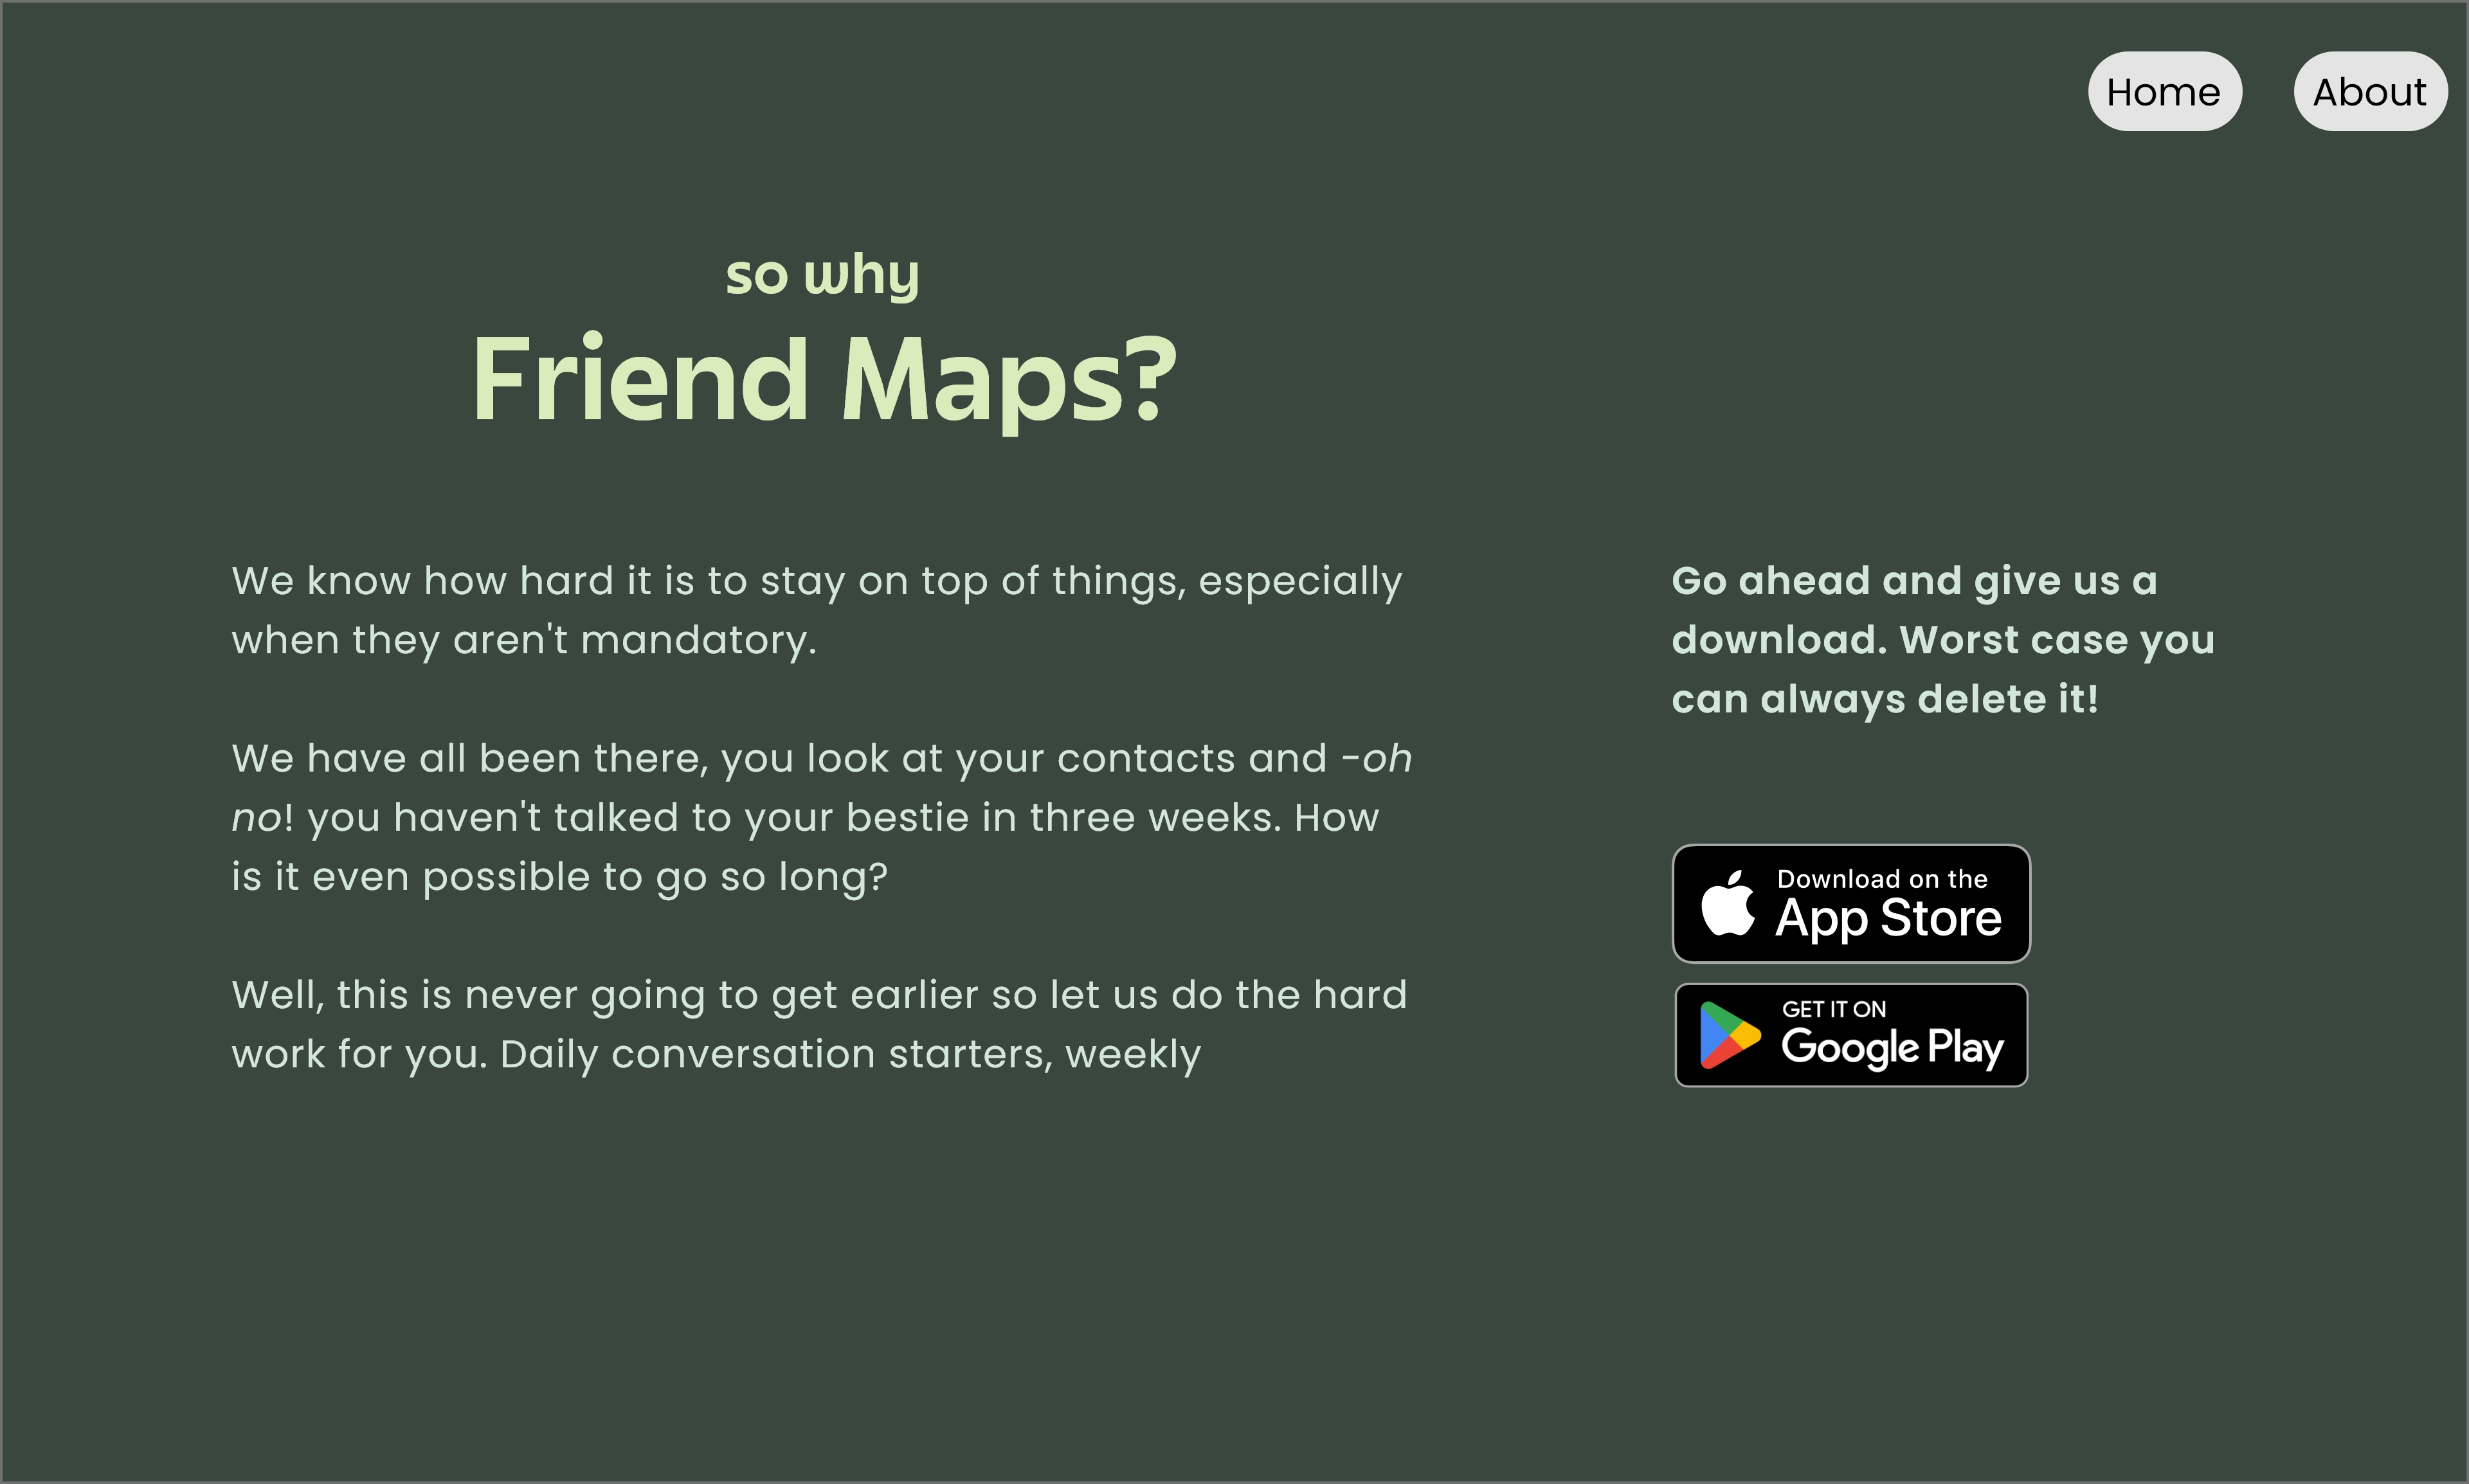 Home
About
so why
Friend Maps?
We know how hard it is to stay on top of things, especially
when they aren't mandatory.
We have all been there, you look at your contacts and -oh
no! you haven't talked to your bestie in three weeks. How
is it even possible to go so long?
Well, this is never going to get earlier so let us do the hard
work for you. Daily conversation starters, weekly
Go ahead and give us a
download. Worst case you
can always delete it!
Download on the
App Store
GET IT ON
Google Play